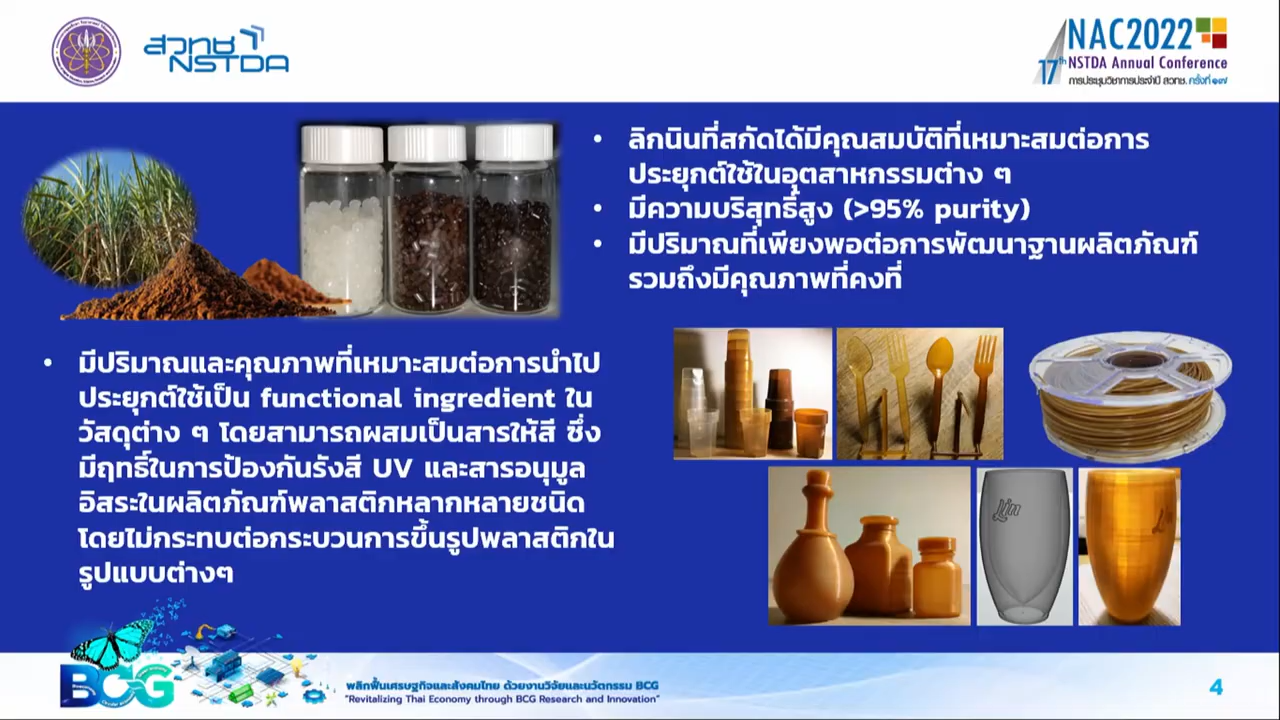 สวทช
NSTDA
NAC2022
17th NSTDA Annual Conference
การประชุมวิชาการประจำปี สวทช. ครั้งที่ ๑๗
• ลิกนินที่สกัดได้มีคุณสมบัติที่เหมาะสมต่อการ
ประยุกต์ใช้ในอุตสาหกรรมต่าง ๆ
• มีความบริสุทธิ์สูง (>95% purity)
• มีปริมาณที่เพียงพอต่อการพัฒนาฐานผลิตภัณฑ์
รวมถึงมีคุณภาพที่คงที่
• มีปริมาณและคุณภาพที่เหมาะสมต่อการนำไป
ประยุกต์ใช้เป็น functional ingredient ใน
วัสดุต่าง ๆ โดยสามารถผสมเป็นสารให้สี ซึ่ง
มีฤทธิ์ในการป้องกันรังสี UV และสารอนุมูล
อิสระในผลิตภัณฑ์พลาสติกหลากหลายชนิด
โดยไม่กระทบต่อกระบวนการขึ้นรูปพลาสติกใน
รูปแบบต่างๆ
Lin
BCG
พลิกฟื้นเศรษฐกิจและสังคมไทย ด้วยงานวิจัยและนวัตกรรม BCG
"Revitalizing Thai Economy through BCG Research and Innovation"
4